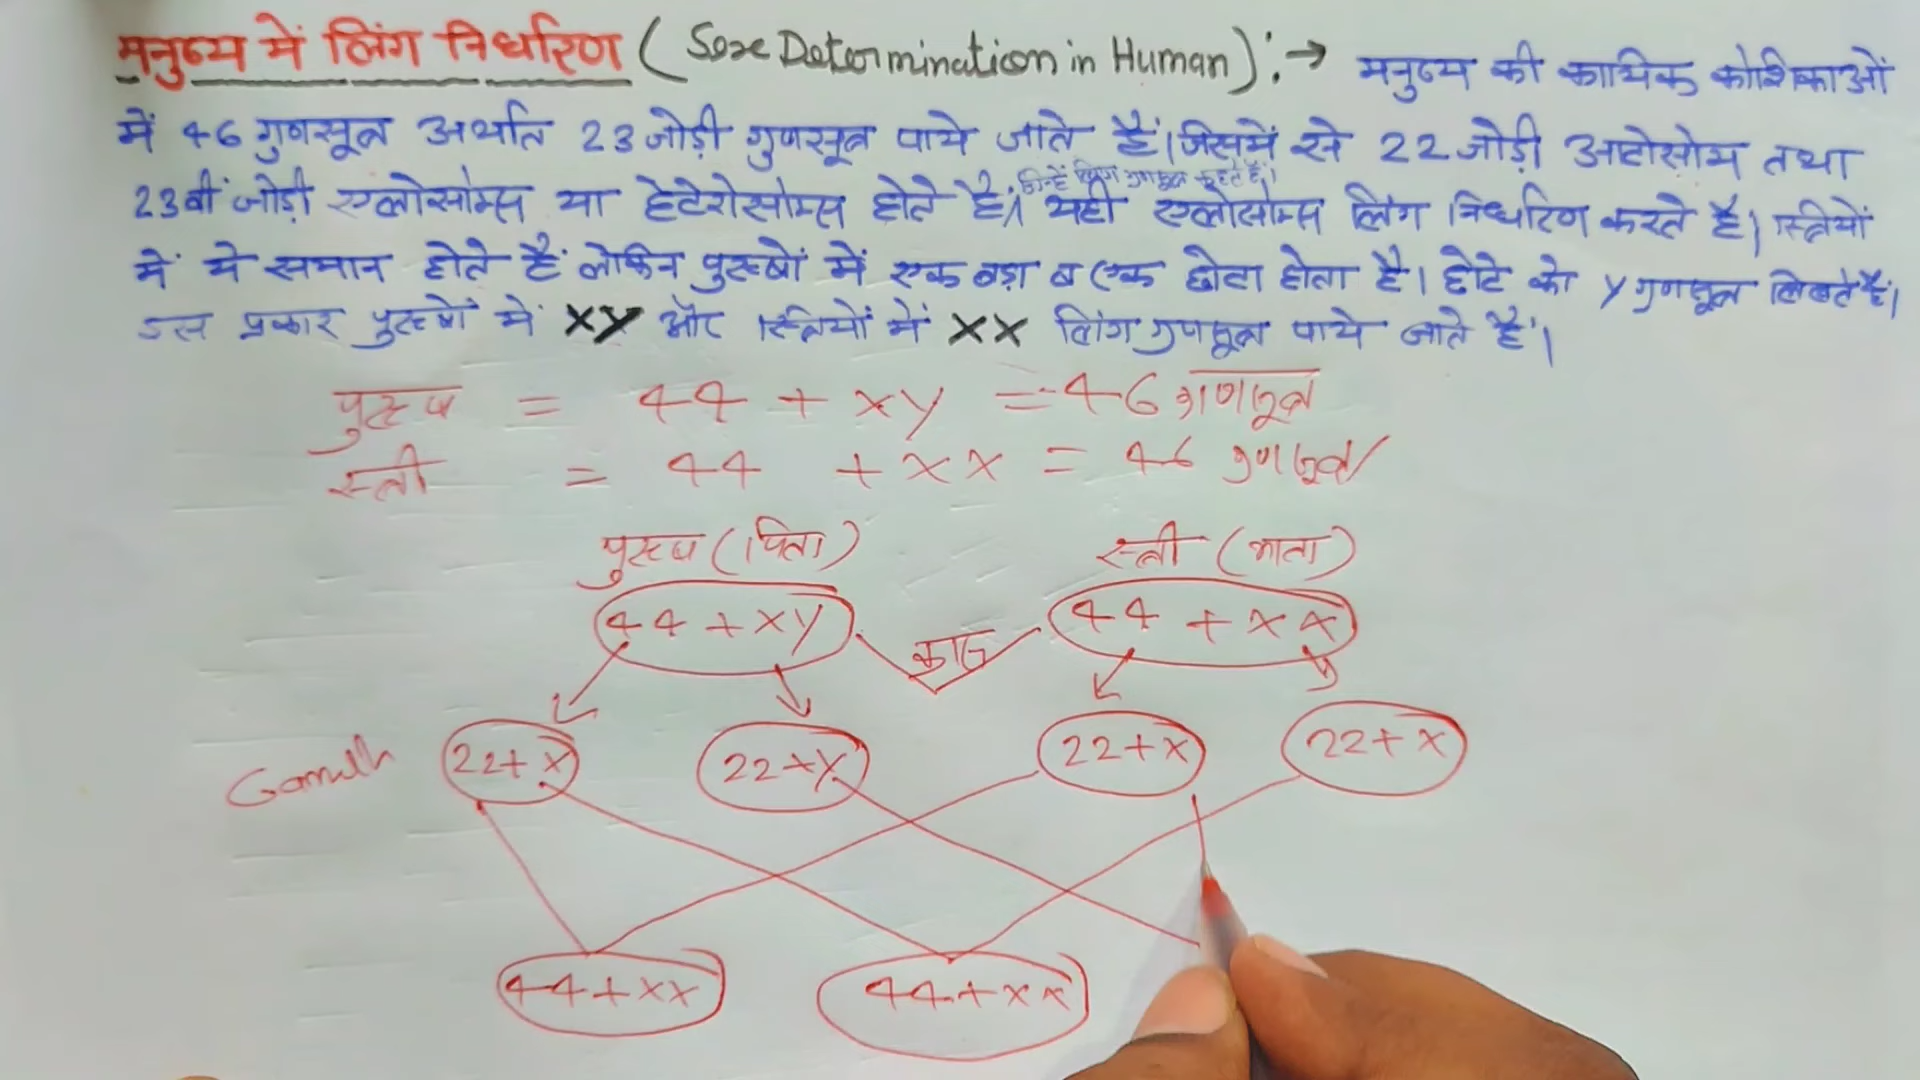 मनुष्य में लिंग निर्धारण (Sex Determination in Human):→ मनुष्य की कायिक कोशिकाओं
में 46 गुणसूत्र अर्थात 23 जोड़ी गुणसूत्र पाये जाते हैं। जिसमें से 22 जोड़ी आटोसोम तथा
जिन्हें लिंग गुणसूत्र कहते हैं।
23वीं जोड़ी एलोसोम्स या हेटेरोसोम्स होते है। यही एलोसोम्स लिंग निर्धारण करते है। स्त्रियों
में ये समान होते हैं लेकिन पुरूषों में एक बड़ा व एक छोटा होता है। छोटे को y गुणसूत्र लिखते हैं।
इस प्रकार पुरूषों में XY और स्त्रियों में XX लिंग गुणसूत्र पाये जाते हैं।
पुरूष = 44 + XY = 46 गुणसूत्र
स्त्री = 44 + XX = 46 गुणसूत्र
पुरूष (पिता) स्त्री (माता)
44 + XY क्रास 44 + XX
22+X 22+Y 22+X 22+X
44+XX 44+XX